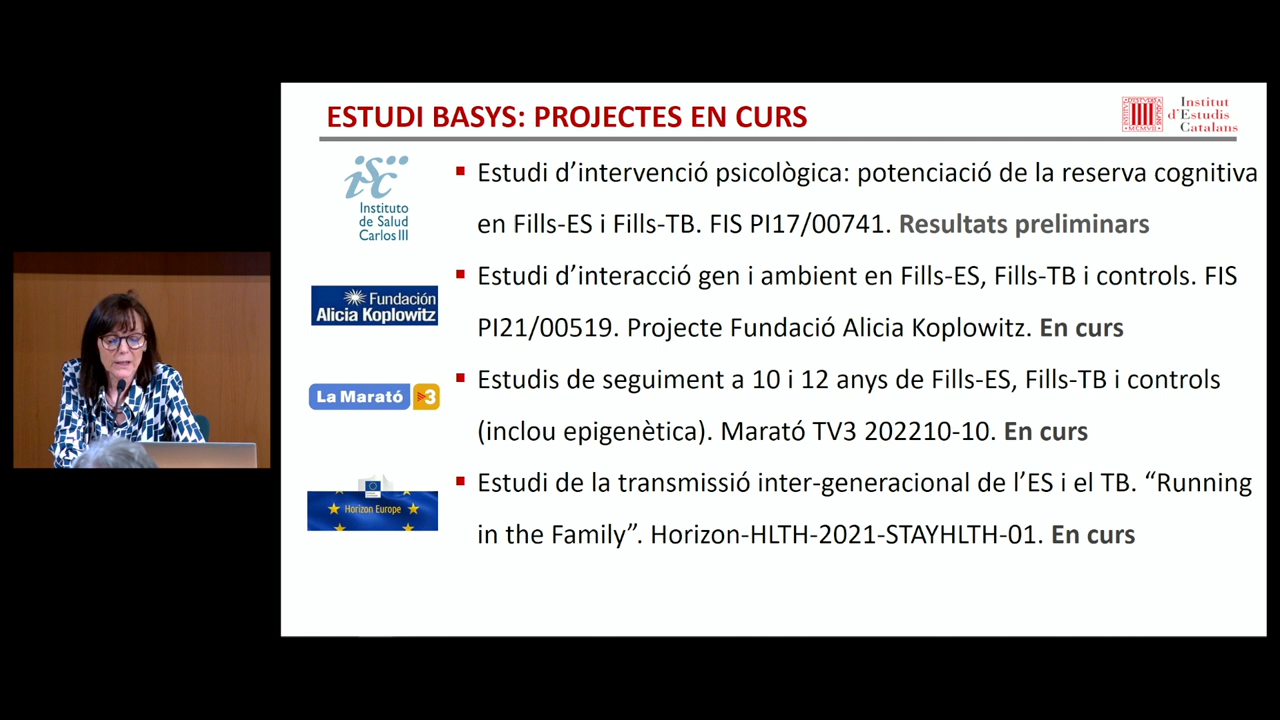 ESTUDI BASYS: PROJECTES EN CURS
Institut
d'Estudis
Catalans
isc
Instituto
de Salud
Carlos III
▪ Estudi d’intervenció psicològica: potenciació de la reserva cognitiva
en Fills-ES i Fills-TB. FIS PI17/00741. Resultats preliminars
Fundación
Alicia Koplowitz
▪ Estudi d’interacció gen i ambient en Fills-ES, Fills-TB i controls. FIS
PI21/00519. Projecte Fundació Alicia Koplowitz. En curs
La Marató 3
▪ Estudis de seguiment a 10 i 12 anys de Fills-ES, Fills-TB i controls
(inclou epigenètica). Marató TV3 202210-10. En curs
Horizon Europe
▪ Estudi de la transmissió inter-generacional de l’ES i el TB. “Running
in the Family”. Horizon-HLTH-2021-STAYHLTH-01. En curs